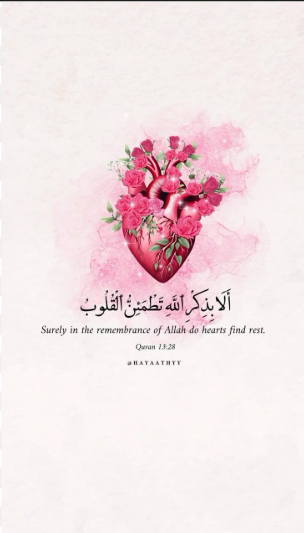 أَلَا بِذِكْرِ ٱللَّهِ تَطْمَئِنُّ ٱلْقُلُوبُ
Surely in the remembrance of Allah do hearts find rest.
Quran 13:28
@HAYAATHYY